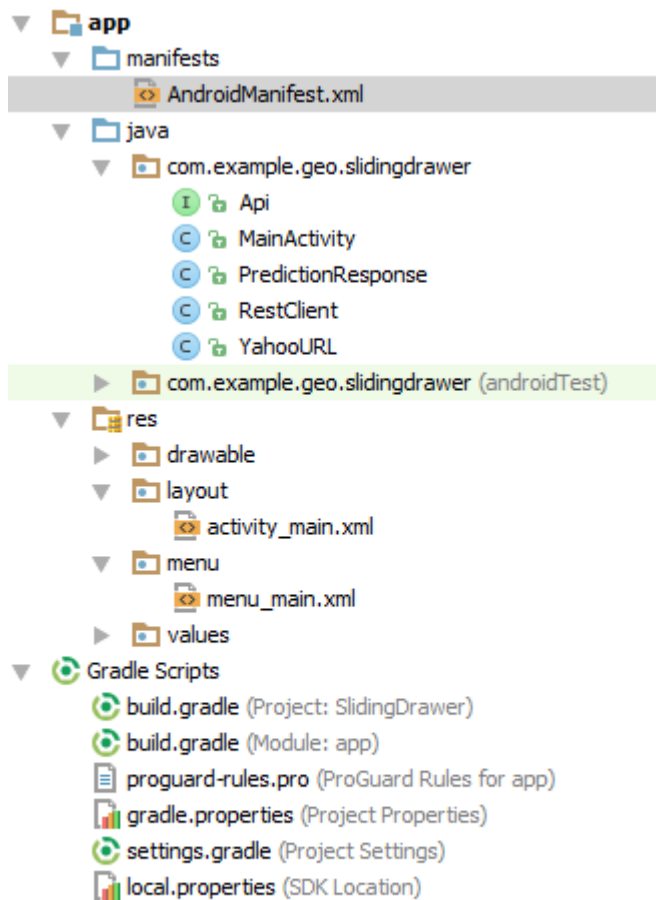 app
manifests
AndroidManifest.xml
java
com.example.geo.slidingdrawer
I Api
C MainActivity
C PredictionResponse
C RestClient
C YahooURL
com.example.geo.slidingdrawer (androidTest)
res
drawable
layout
activity_main.xml
menu
menu_main.xml
values
Gradle Scripts
build.gradle (Project: SlidingDrawer)
build.gradle (Module: app)
proguard-rules.pro (ProGuard Rules for app)
gradle.properties (Project Properties)
settings.gradle (Project Settings)
local.properties (SDK Location)